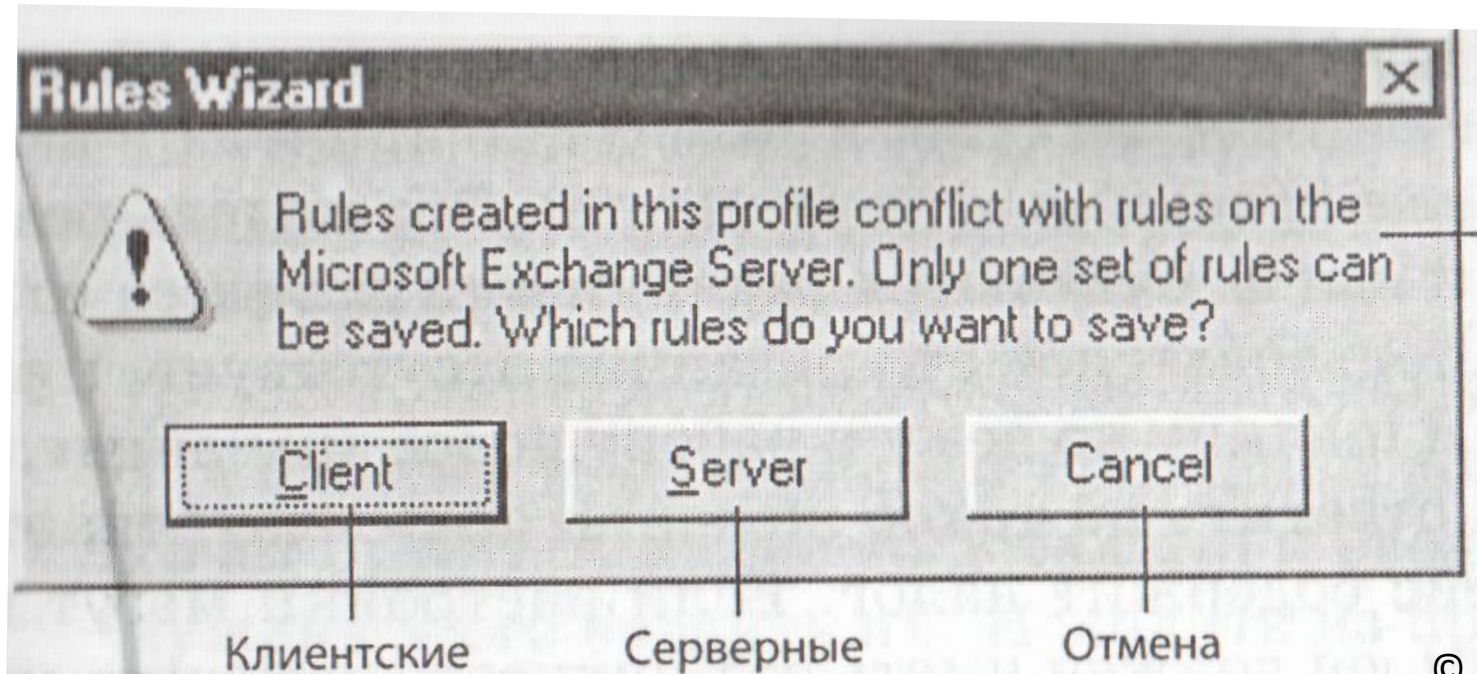 Rules Wizard
Rules created in this profile conflict with rules on the
Microsoft Exchange Server. Only one set of rules can
be saved. Which rules do you want to save?
Client Server Cancel
Клиентские Серверные Отмена
©